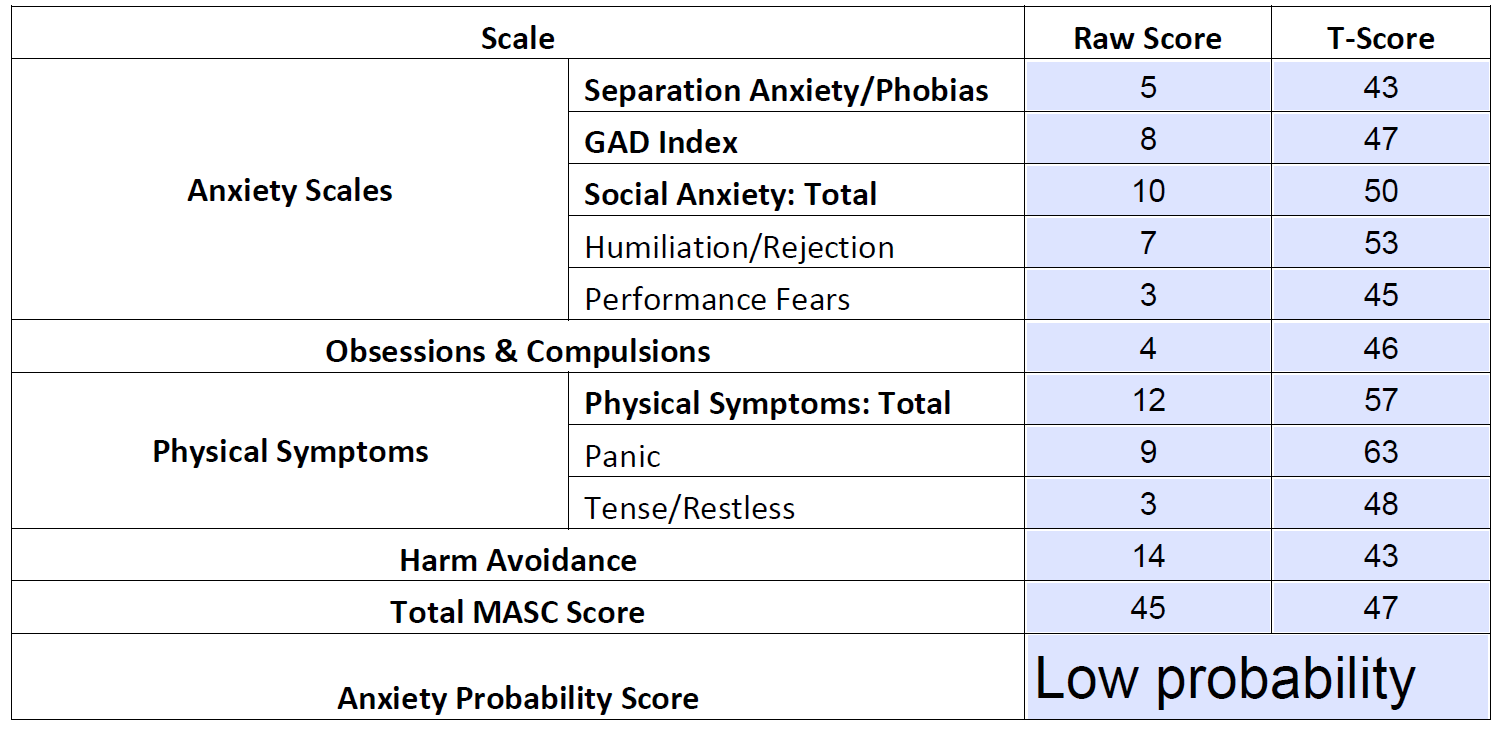 Scale Raw Score T-Score
Anxiety Scales
Separation Anxiety/Phobias 5 43
GAD Index 8 47
Social Anxiety: Total 10 50
Humiliation/Rejection 7 53
Performance Fears 3 45
Obsessions & Compulsions 4 46
Physical Symptoms
Physical Symptoms: Total 12 57
Panic 9 63
Tense/Restless 3 48
Harm Avoidance 14 43
Total MASC Score 45 47
Anxiety Probability Score Low probability